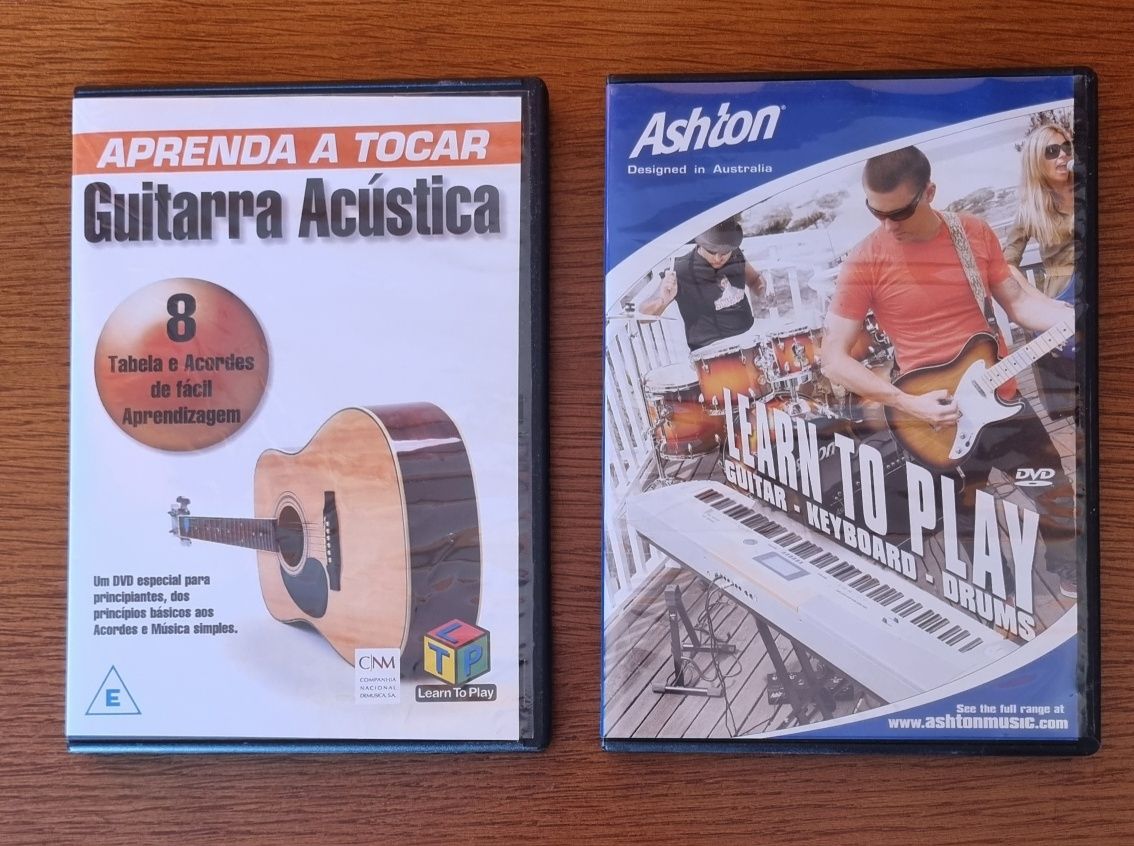 APRENDA A TOCAR
Guitarra Acústica
8
Tabela e Acordes
de fácil
Aprendizagem
Um DVD especial para
principiantes, dos
princípios básicos aos
Acordes e Música simples.
E
CNM
COMPANHIA
NACIONAL
DEMUSICA, S.A.
LTP
Learn To Play
Ashton®
Designed in Australia
LEARN TO PLAY
GUITAR - KEYBOARD - DRUMS
DVD
See the full range at
www.ashtonmusic.com